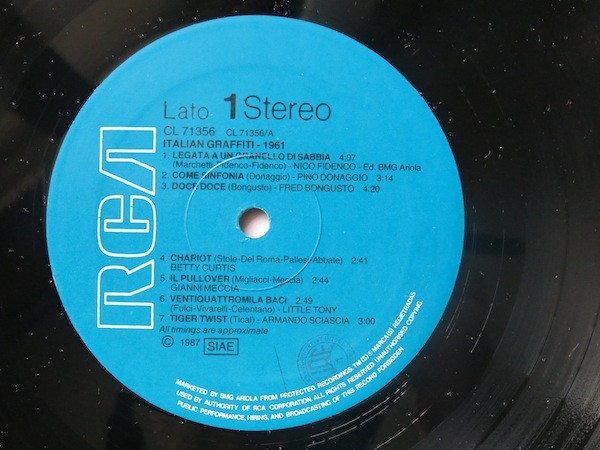 RCA
Lato 1 Stereo
CL 71356 CL 71356/A
ITALIAN GRAFFITI - 1961
1. LEGATA A UN GRANELLO DI SABBIA 4:07
(Marchetti-Fidenco-Fidenco) - NICO FIDENCO - Ed. BMG Ariola
2. COME SINFONIA (Donaggio) - PINO DONAGGIO 3:14
3. DOCE DOCE (Bongusto) - FRED BONGUSTO 4:20
4. CHARIOT (Stole-Del Roma-Pallesi-Abbate) 2:41
BETTY CURTIS
5. IL PULLOVER (Migliacci-Meccia) 2:44
GIANNI MECCIA
6. VENTIQUATTROMILA BACI 2:49
(Fulci-Vivarelli-Celentano) - LITTLE TONY
7. TIGER TWIST (Tical) - ARMANDO SCIASCIA 3,00
All timings are approximate
© 1987 SIAE
MARKETED BY BMG ARIOLA FROM PROTECTED RECORDINGS. TM(S) ® MARCA(S) REGISTRADAS
USED BY AUTHORITY OF RCA CORPORATION. ALL RIGHTS RESERVED. UNAUTHORISED COPYING,
PUBLIC PERFORMANCE, HIRING, AND BROADCASTING OF THIS RECORD FORBIDDEN.